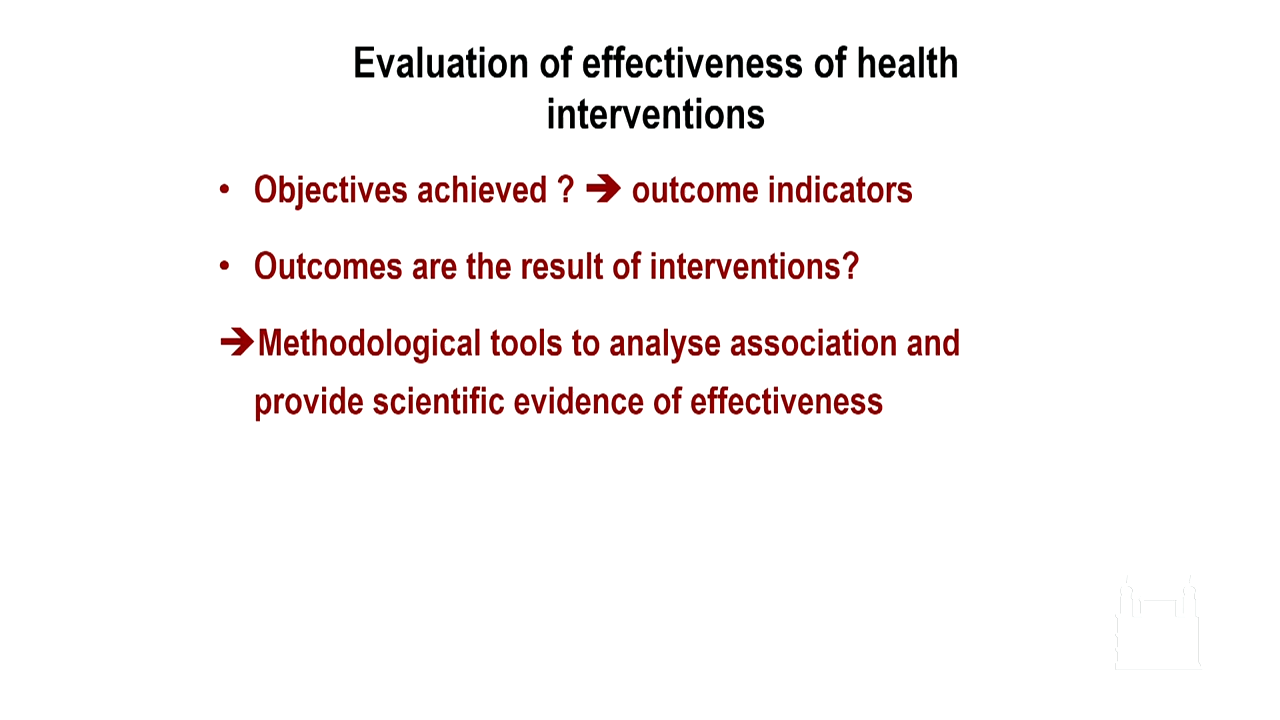 Evaluation of effectiveness of health
interventions
• Objectives achieved ? ➔ outcome indicators
• Outcomes are the result of interventions?
➔Methodological tools to analyse association and
provide scientific evidence of effectiveness